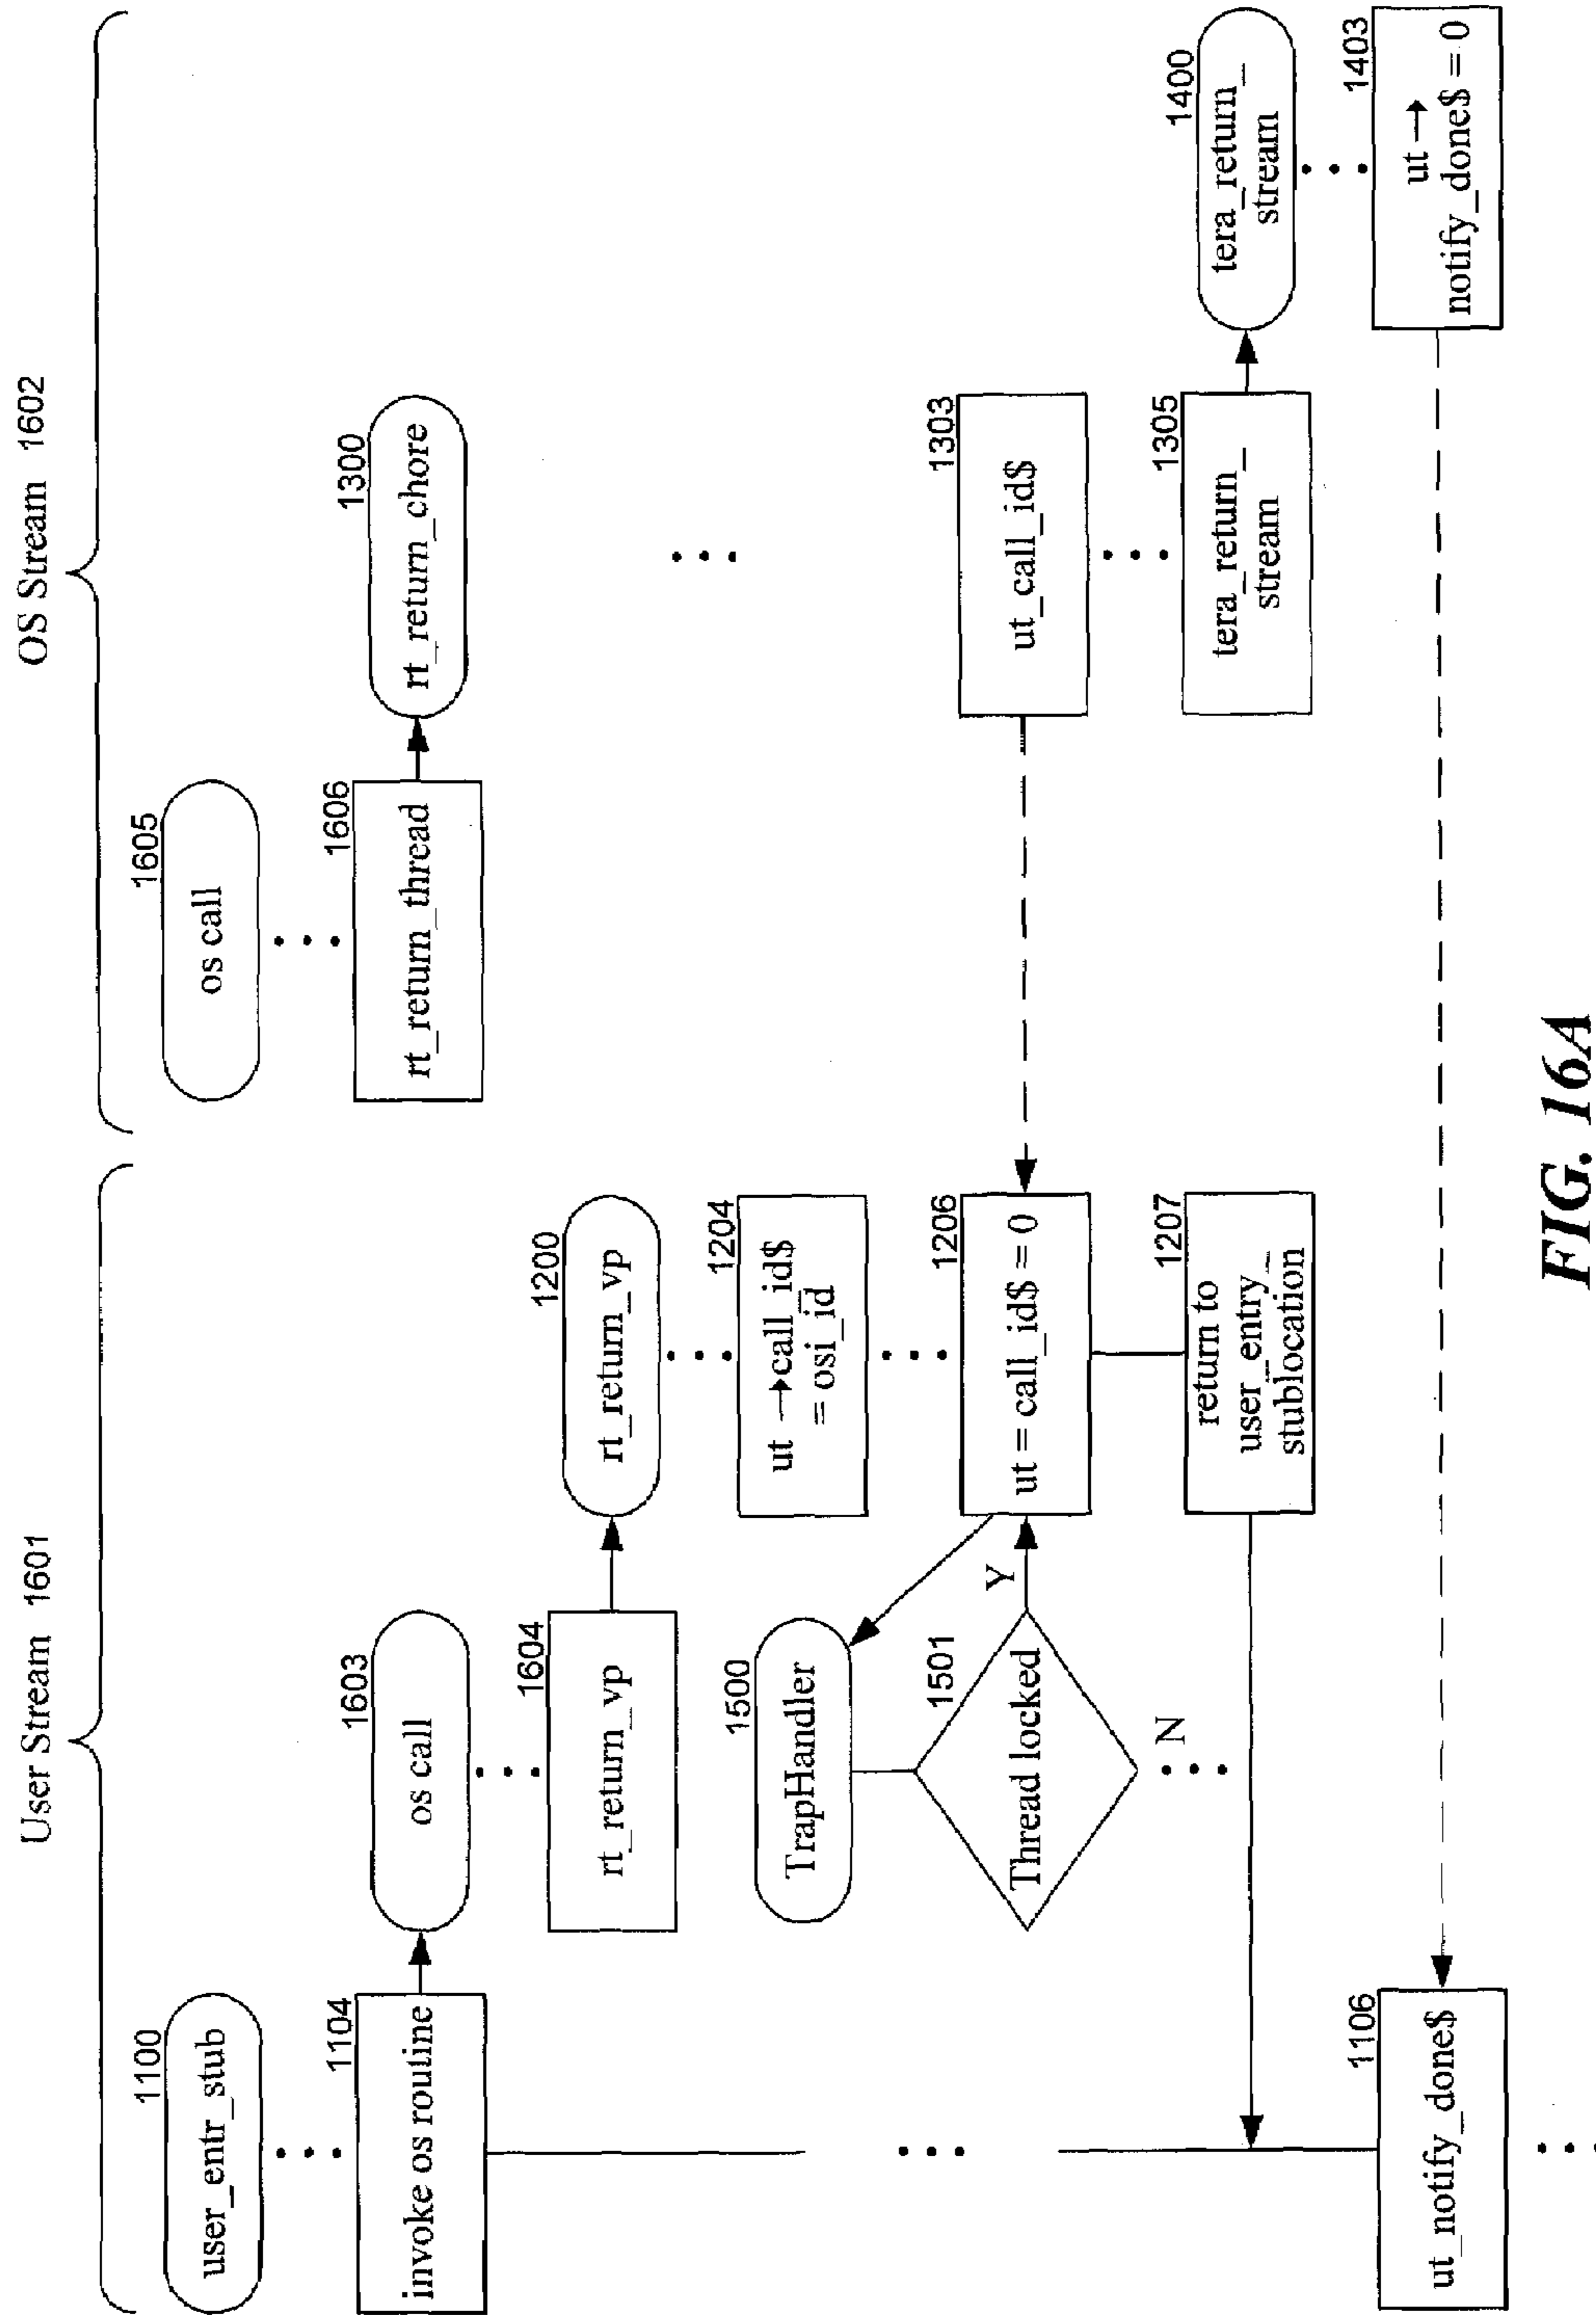 User Stream 1601
OS Stream 1602
1100
user_entr_stub
1104
invoke os routine
1603
os call
1604
rt_return_vp
1200
rt_return_vp
1204
ut →call_id$
= osi_id
1500
TrapHandler
1501
Thread locked
Y
N
1206
ut = call_id$ = 0
1207
return to
user_entry_
stublocation
1106
ut_notify_done$
1605
os call
1606
rt_return_thread
1300
rt_return_chore
1303
ut_call_id$
1305
tera_return_
stream
1400
tera_return_
stream
1403
ut →
notify_done$ = 0
FIG. 16A